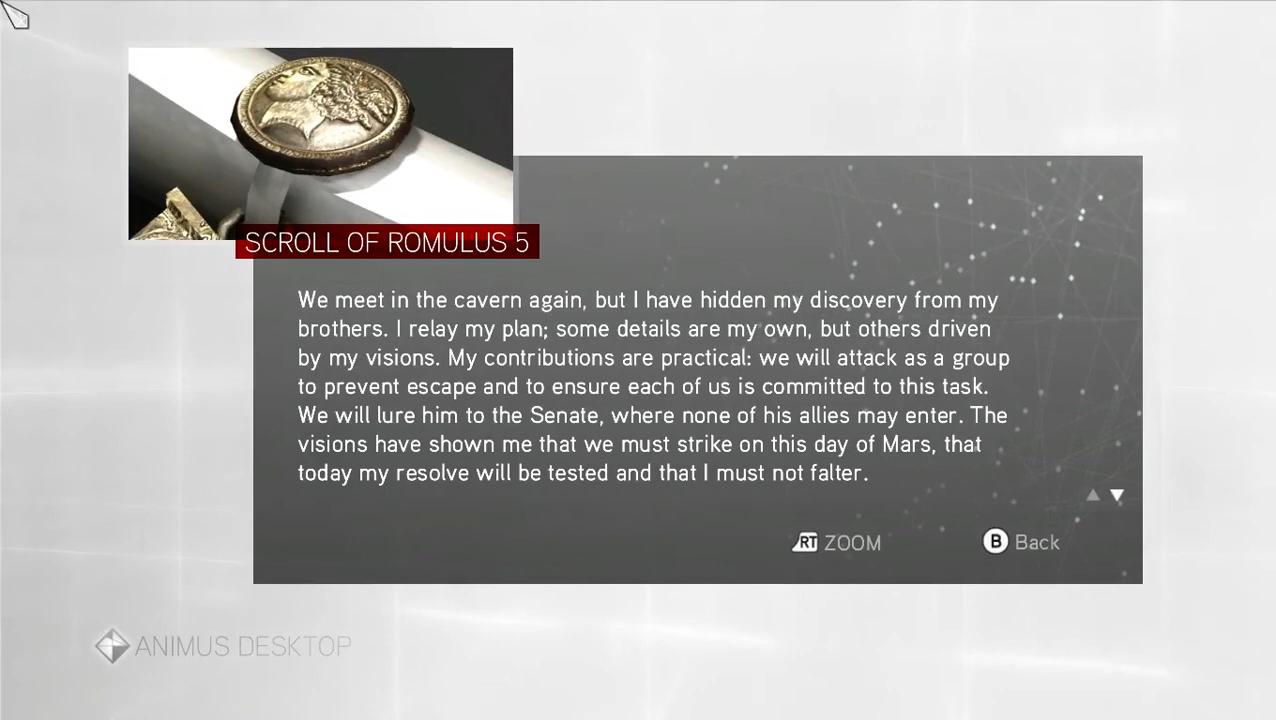 SCROLL OF ROMULUS 5
We meet in the cavern again, but I have hidden my discovery from my
brothers. I relay my plan; some details are my own, but others driven
by my visions. My contributions are practical: we will attack as a group
to prevent escape and to ensure each of us is committed to this task.
We will lure him to the Senate, where none of his allies may enter. The
visions have shown me that we must strike on this day of Mars, that
today my resolve will be tested and that I must not falter.
RT ZOOM
B Back
ANIMUS DESKTOP